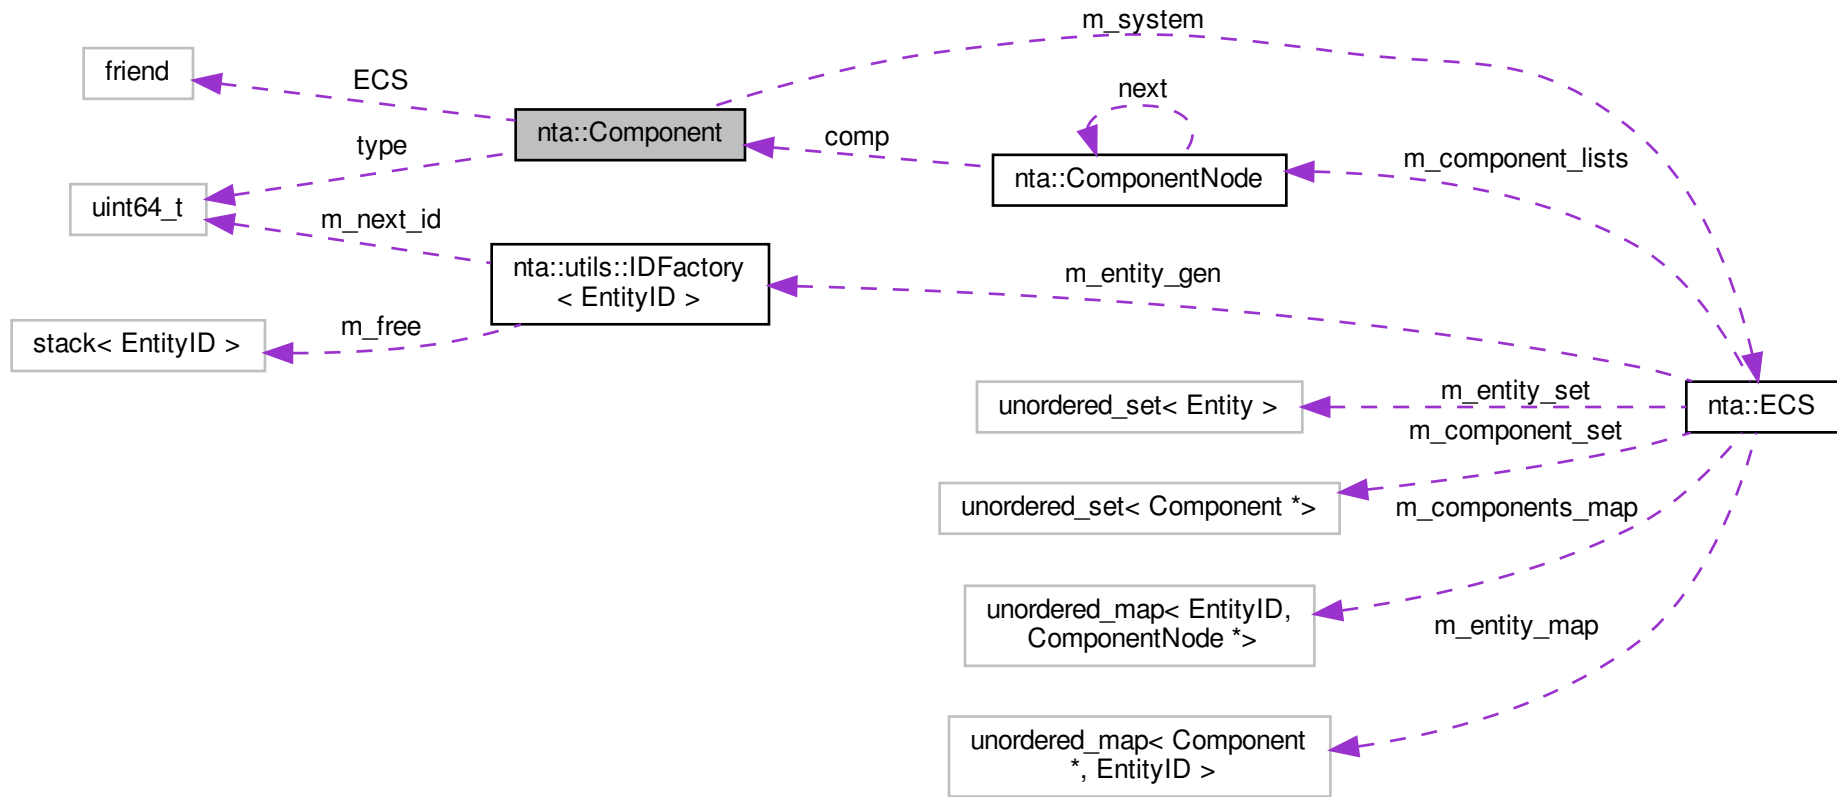 m_system
friend
ECS
next
nta::Component
comp
type
m_component_lists
nta::ComponentNode
uint64_t
m_next_id
nta::utils::IDFactory
< EntityID >
m_entity_gen
m_free
stack< EntityID >
m_entity_set
unordered_set< Entity >
nta::ECS
m_component_set
unordered_set< Component *>
m_components_map
unordered_map< EntityID,
ComponentNode *>
m_entity_map
unordered_map< Component
*, EntityID >